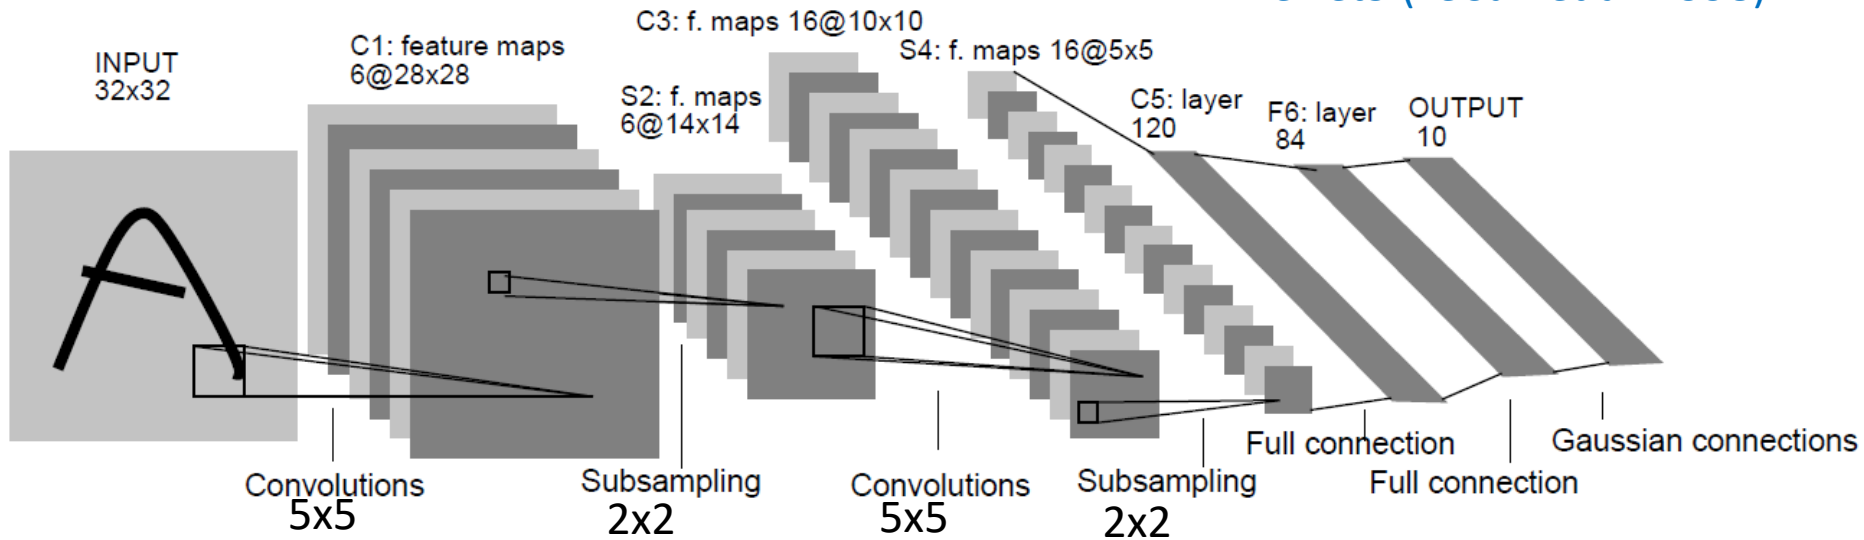 C3: f. maps 16@10x10
INPUT
32x32
C1: feature maps
6@28x28
S2: f. maps
6@14x14
S4: f. maps 16@5x5
C5: layer
120
F6: layer
84
OUTPUT
10
Convolutions
5x5
Subsampling
2x2
Convolutions
5x5
Subsampling
2x2
Full connection
Full connection
Gaussian connections